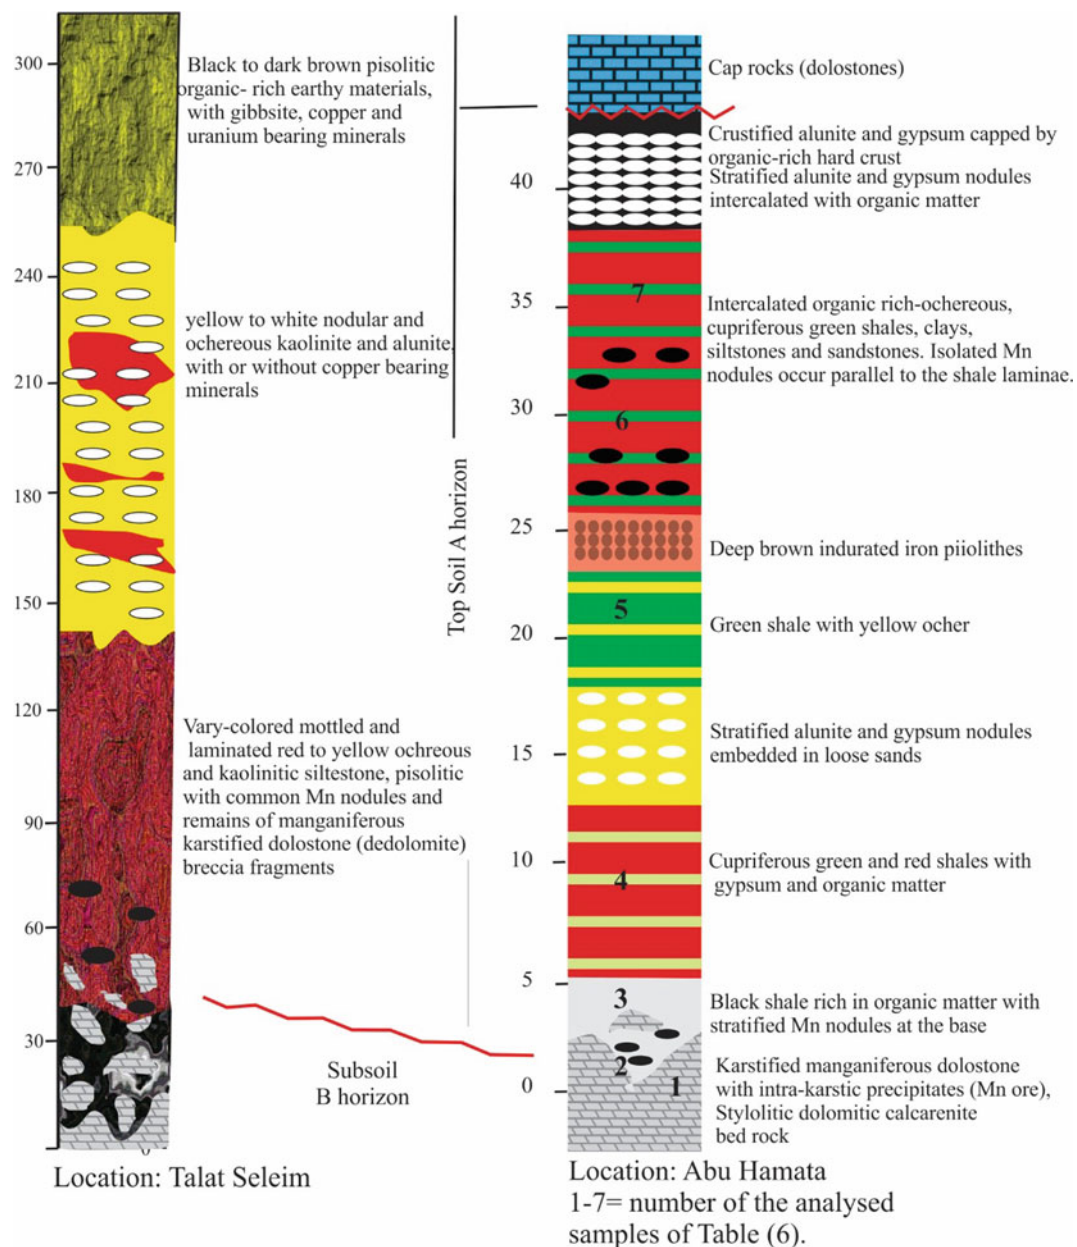 300
270
240
210
180
150
120
90
60
30
Black to dark brown pisolitic
organic- rich earthy materials,
with gibbsite, copper and
uranium bearing minerals
yellow to white nodular and
ochereous kaolinite and alunite,
with or without copper bearing
minerals
Vary-colored mottled and
laminated red to yellow ochreous
and kaolinitic siltestone, pisolitic
with common Mn nodules and
remains of manganiferous
karstified dolostone (dedolomite)
breccia fragments
Location: Talat Seleim
Top Soil A horizon
Subsoil
B horizon
40
35
30
25
20
15
10
5
0
7
6
5
4
3
2
1
Cap rocks (dolostones)
Crustified alunite and gypsum capped by
organic-rich hard crust
Stratified alunite and gypsum nodules
intercalated with organic matter
Intercalated organic rich-ochereous,
cupriferous green shales, clays,
siltstones and sandstones. Isolated Mn
nodules occur parallel to the shale laminae.
Deep brown indurated iron piiolithes
Green shale with yellow ocher
Stratified alunite and gypsum nodules
embedded in loose sands
Cupriferous green and red shales with
gypsum and organic matter
Black shale rich in organic matter with
stratified Mn nodules at the base
Karstified manganiferous dolostone
with intra-karstic precipitates (Mn ore),
Stylolitic dolomitic calcarenite
bed rock
Location: Abu Hamata
1-7= number of the analysed
samples of Table (6).